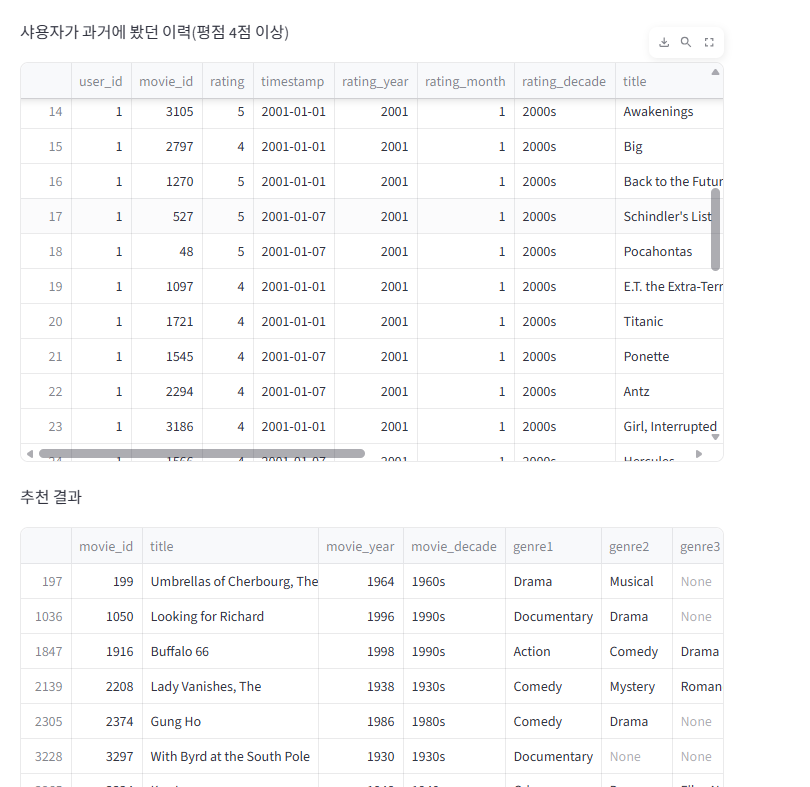 샤용자가 과거에 봤던 이력(평점 4점 이상)
user_id movie_id rating timestamp rating_year rating_month rating_decade title
14 1 3105 5 2001-01-01 2001 1 2000s Awakenings
15 1 2797 4 2001-01-01 2001 1 2000s Big
16 1 1270 5 2001-01-01 2001 1 2000s Back to the Futur
17 1 527 5 2001-01-07 2001 1 2000s Schindler's List
18 1 48 5 2001-01-07 2001 1 2000s Pocahontas
19 1 1097 4 2001-01-01 2001 1 2000s E.T. the Extra-Terr
20 1 1721 4 2001-01-01 2001 1 2000s Titanic
21 1 1545 4 2001-01-07 2001 1 2000s Ponette
22 1 2294 4 2001-01-07 2001 1 2000s Antz
23 1 3186 4 2001-01-01 2001 1 2000s Girl, Interrupted
24 1 1566 4 2001-01-07 2001 1 2000s Hercules
추천 결과
movie_id title movie_year movie_decade genre1 genre2 genre3
197 199 Umbrellas of Cherbourg, The 1964 1960s Drama Musical None
1036 1050 Looking for Richard 1996 1990s Documentary Drama None
1847 1916 Buffalo 66 1998 1990s Action Comedy Drama
2139 2208 Lady Vanishes, The 1938 1930s Comedy Mystery Roman
2305 2374 Gung Ho 1986 1980s Comedy Drama None
3228 3297 With Byrd at the South Pole 1930 1930s Documentary None None